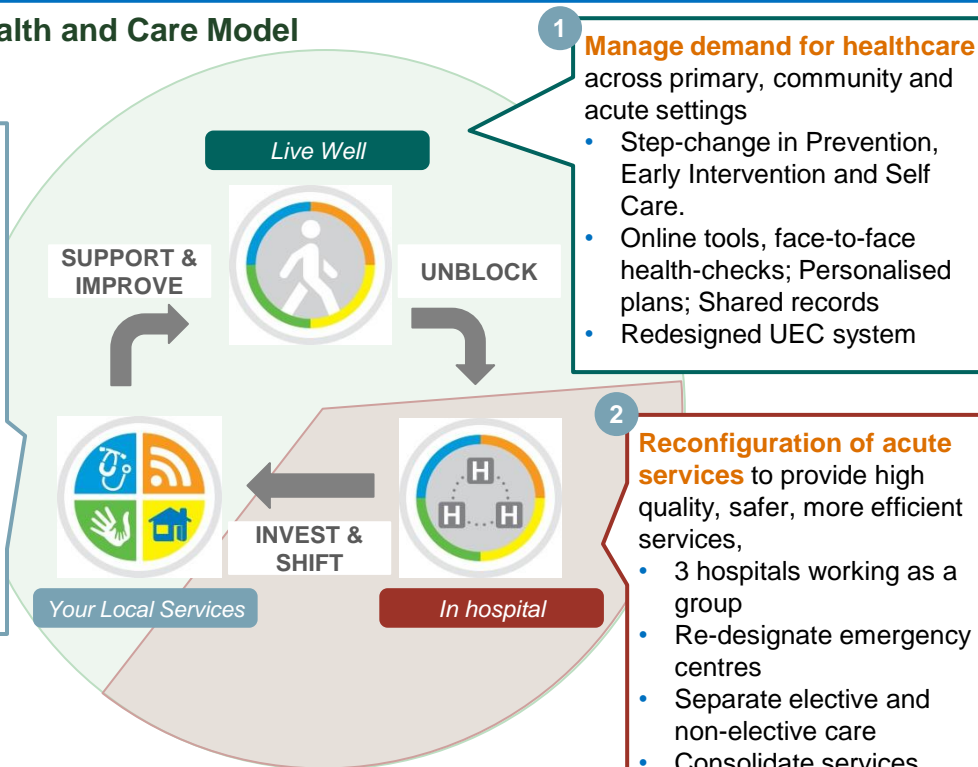 alth and Care Model
1
Manage demand for healthcare
across primary, community and
acute settings
• Step-change in Prevention,
Early Intervention and Self
Care.
• Online tools, face-to-face
health-checks; Personalised
plans; Shared records
• Redesigned UEC system
Live Well
SUPPORT &
IMPROVE
UNBLOCK
H
H
H
INVEST &
SHIFT
Your Local Services
In hospital
2
Reconfiguration of acute
services to provide high
quality, safer, more efficient
services,
• 3 hospitals working as a
group
• Re-designate emergency
centres
• Separate elective and
non-elective care
• Consolidate services